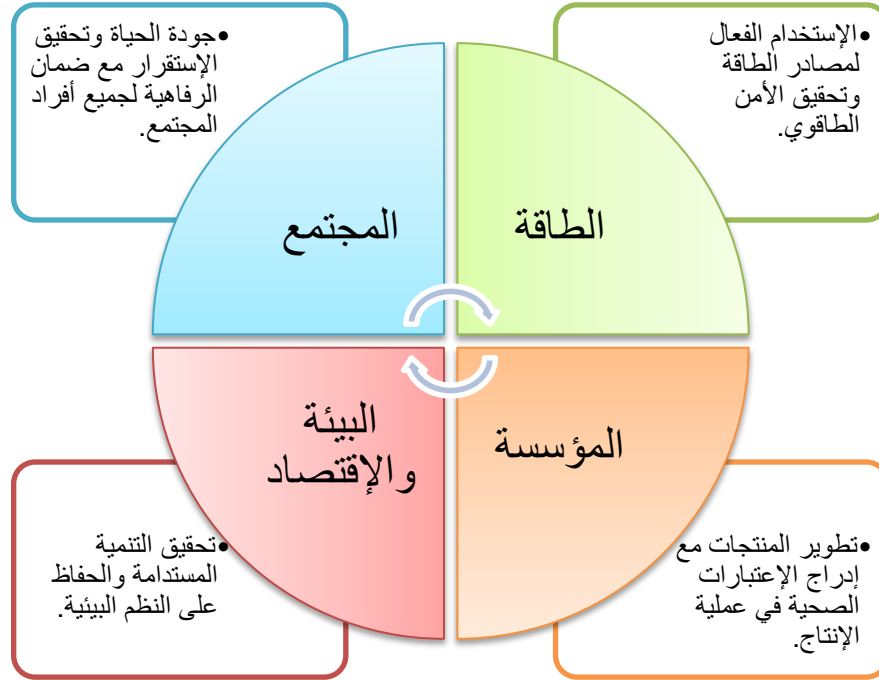 •الإستخدام الفعال
لمصادر الطاقة
وتحقيق الأمن
الطاقوي.
•جودة الحياة وتحقيق
الإستقرار مع ضمان
الرفاهية لجميع أفراد
المجتمع.
الطاقة
المجتمع
المؤسسة
البيئة
والإقتصاد
•تطوير المنتجات مع
إدراج الإعتبارات
الصحية في عملية
الإنتاج.
•تحقيق التنمية
المستدامة والحفاظ
على النظم البيئية.